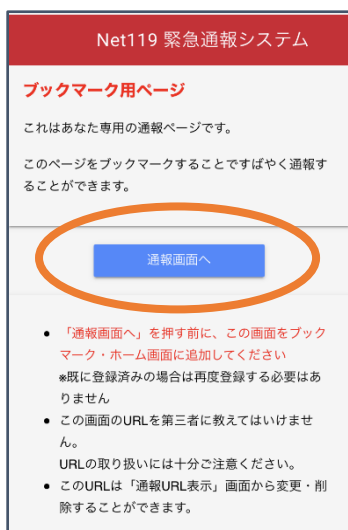 Net119 緊急通報システム
ブックマーク用ページ
これはあなた専用の通報ページです。
このページをブックマークすることですばやく通報す
ることができます。
通報画面へ
● 「通報画面へ」を押す前に、この画面をブック
マーク・ホーム画面に追加してください
※既に登録済みの場合は再度登録する必要はあ
りません
● この画面のURLを第三者に教えてはいけませ
ん。
URLの取り扱いには十分ご注意ください。
● このURLは「通報URL表示」画面から変更・削
除することができます。